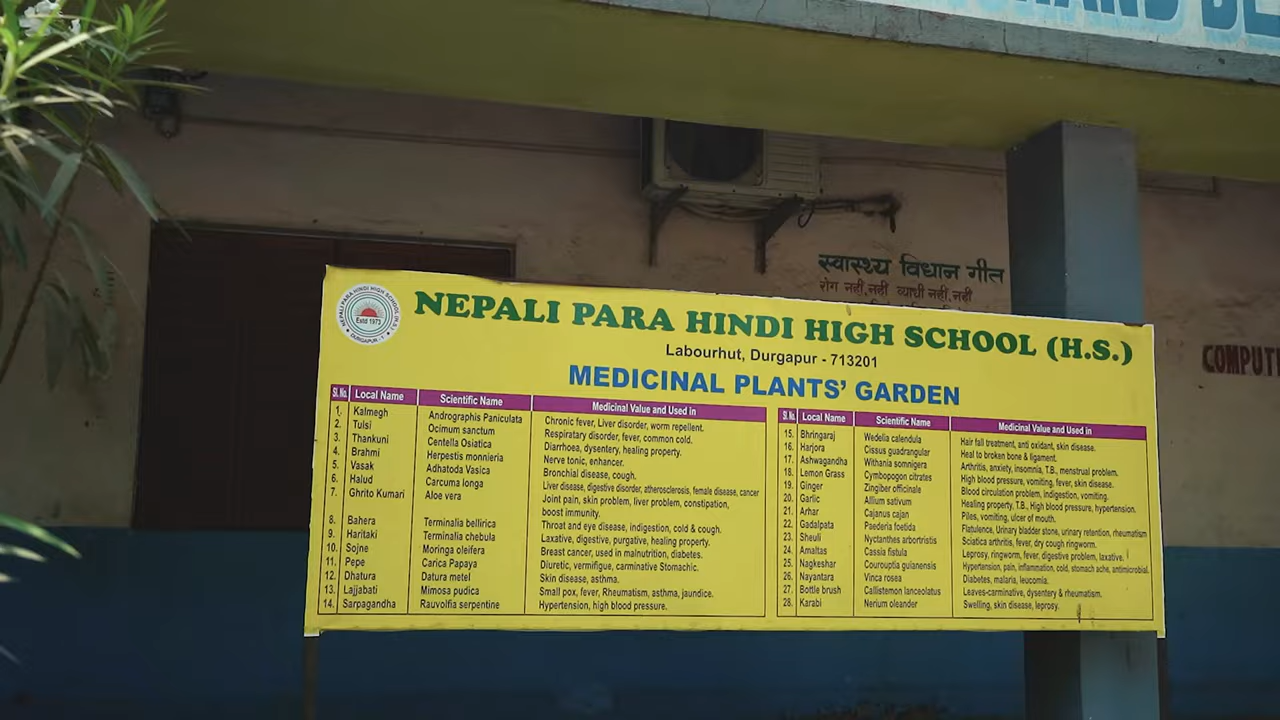 NEPALI PARA HINDI HIGH SCHOOL (H.S.)
DURGAPUR - 1
Estd 1973
NEPALI PARA HINDI HIGH SCHOOL (H.S.)
Labourhut, Durgapur - 713201
MEDICINAL PLANTS' GARDEN
Sl. No. Local Name Scientific Name Medicinal Value and Used in
1. Kalmegh Andrographis Paniculata Chronic fever, Liver disorder, worm repellent.
2. Tulsi Ocimum sanctum Respiratary disorder, fever, common cold.
3. Thankuni Centella Osiatica Diarrhoea, dysentery, healing property.
4. Brahmi Herpestis monnieria Nerve tonic, enhancer.
5. Vasak Adhatoda Vasica Bronchial disease, cough.
6. Halud Carcuma longa Liver disease, digestive disorder, atherosclerosis, female disease, cancer
7. Ghrito Kumari Aloe vera Joint pain, skin problem, liver problem, constipation,
boost immunity.
8. Bahera Terminalia bellirica Throat and eye disease, indigestion, cold & cough.
9. Haritaki Terminalia chebula Laxative, digestive, purgative, healing property.
10. Sojne Moringa oleifera Breast cancer, used in malnutrition, diabetes.
11. Pepe Carica Papaya Diuretic, vermifigue, carminative Stomachic.
12. Dhatura Datura metel Skin disease, asthma.
13. Lajjabati Mimosa pudica Small pox, fever, Rheumatism, asthma, jaundice.
14. Sarpagandha Rauvolfia serpentine Hypertension, high blood pressure.
Sl. No. Local Name Scientific Name Medicinal Value and Used in
15. Bhringaraj Wedelia calendula Hair fall treatment, anti oxidant, skin disease.
16. Harjora Cissus guadrangular Heal to broken bone & ligament.
17. Ashwagandha Withania somnigera Arthritis, anxiety, insomnia, T.B., menstrual problem.
18. Lemon Grass Cymbopogon citrates High blood pressure, vomiting, fever, skin disease.
19. Ginger Zingiber officinale Blood circulation problem, indigestion, vomiting.
20. Garlic Allium sativum Healing property, T.B., High blood pressure, hypertension.
21. Arhar Cajanus cajan Piles, vomiting, ulcer of mouth.
22. Gadalpata Paederia foetida Flatulence, Urinary bladder stone, urinary retention, rheumatism
23. Sheuli Nyctanthes arbortristis Sciatica arthritis, fever, dry cough ringworm.
24. Amaltas Cassia fistula Leprosy, ringworm, fever, digestive problem, laxative.
25. Nagkeshar Courouptia guianensis Hypertension, pain, inflammation, cold, stomach ache, antimicrobial.
26. Nayantara Vinca rosea Diabetes, malaria, leucomia.
27. Bottle brush Callistemon lanceolatus Leaves-carminative, dysentery & rheumatism.
28. Karabi Nerium oleander Swelling, skin disease, leprosy.
स्वास्थ्य विधान गीत
रोग नहीं, नहीं व्याधी नहीं, नहीं